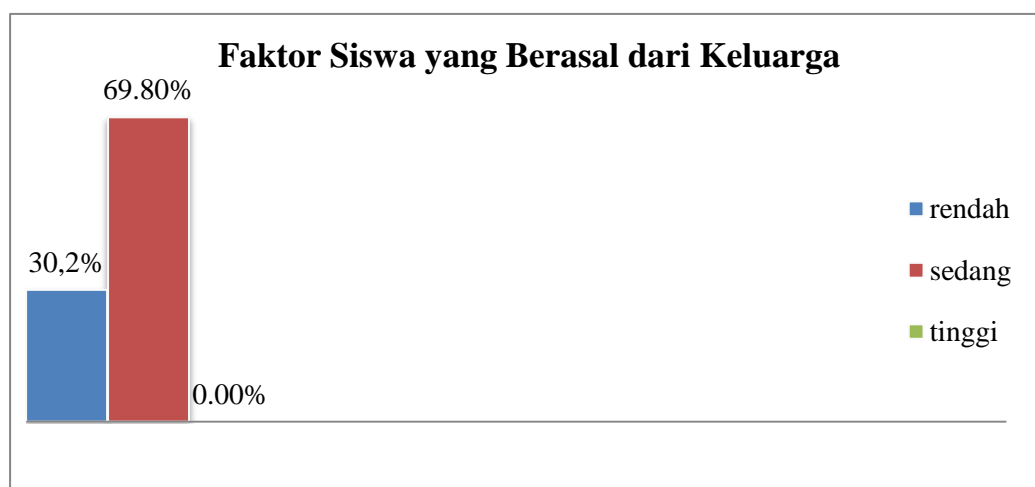 Faktor Siswa yang Berasal dari Keluarga
69.80%
30,2%
0.00%
rendah
sedang
tinggi